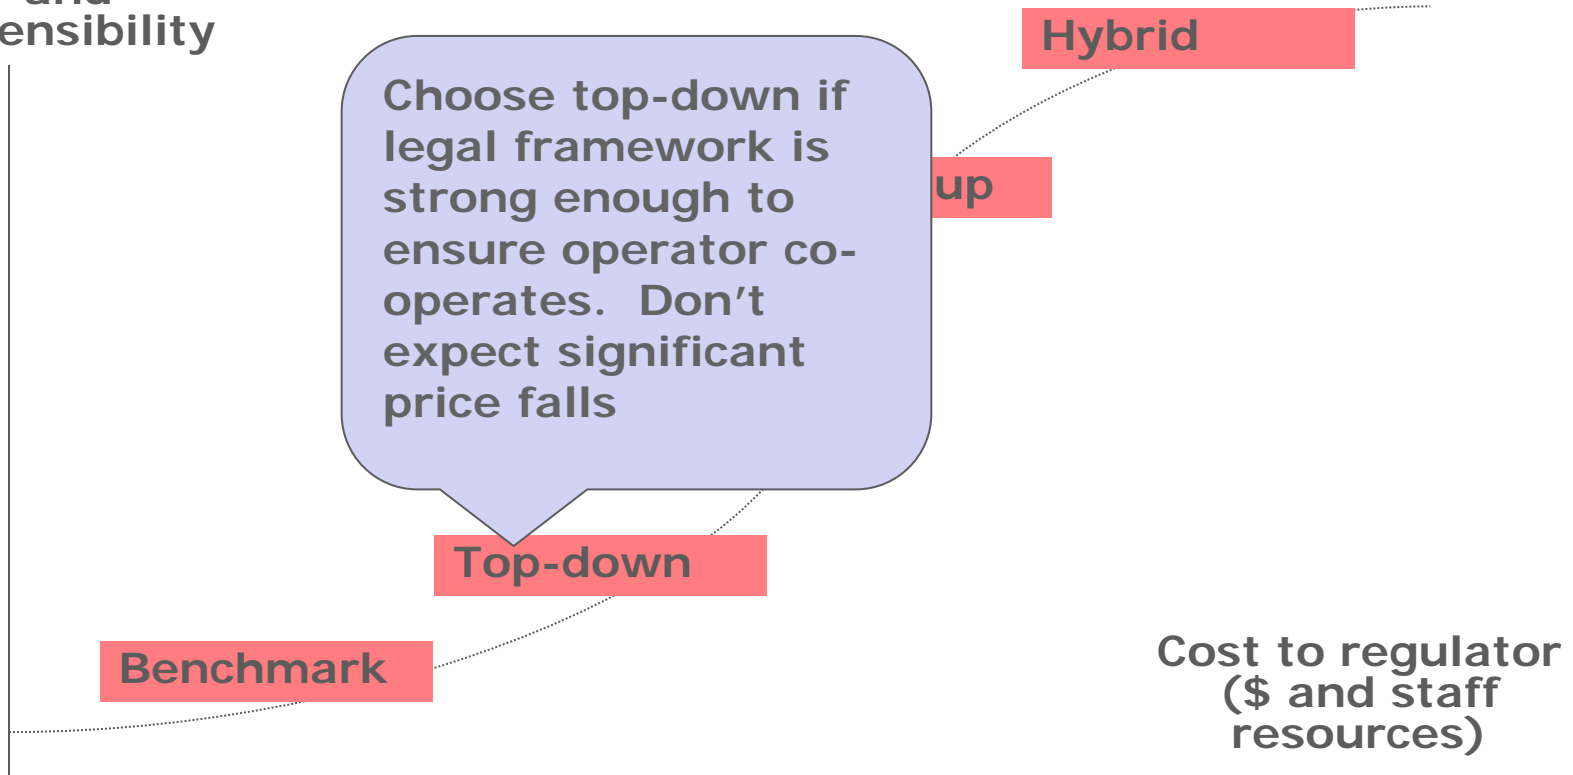 ensibility
Hybrid
Choose top-down if
legal framework is
strong enough to
ensure operator co-
operates.  Don't
expect significant
price falls
up
Top-down
Benchmark
Cost to regulator
($ and staff
resources)